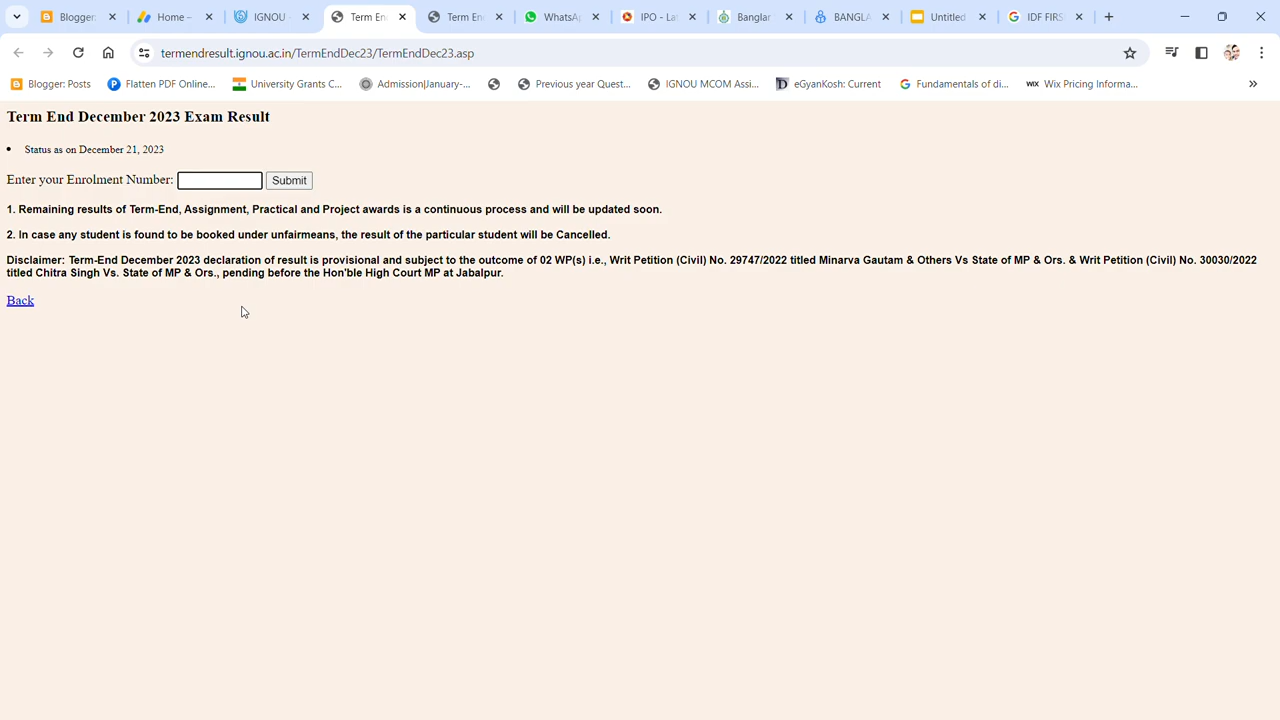 Blogger:
Home –
IGNOU -
Term En
Term En
WhatsA
IPO - La
Banglar
BANGLA
Untitled
IDF FIRS
termendresult.ignou.ac.in/TermEndDec23/TermEndDec23.asp
Blogger: Posts
Flatten PDF Online...
University Grants C...
Admission|January-...
Previous year Quest...
IGNOU MCOM Assi...
eGyanKosh: Current
Fundamentals of di...
WIX Wix Pricing Informa...
Term End December 2023 Exam Result
• Status as on December 21, 2023
Enter your Enrolment Number: Submit
1. Remaining results of Term-End, Assignment, Practical and Project awards is a continuous process and will be updated soon.
2. In case any student is found to be booked under unfairmeans, the result of the particular student will be Cancelled.
Disclaimer: Term-End December 2023 declaration of result is provisional and subject to the outcome of 02 WP(s) i.e., Writ Petition (Civil) No. 29747/2022 titled Minarva Gautam & Others Vs State of MP & Ors. & Writ Petition (Civil) No. 30030/2022
titled Chitra Singh Vs. State of MP & Ors., pending before the Hon'ble High Court MP at Jabalpur.
Back